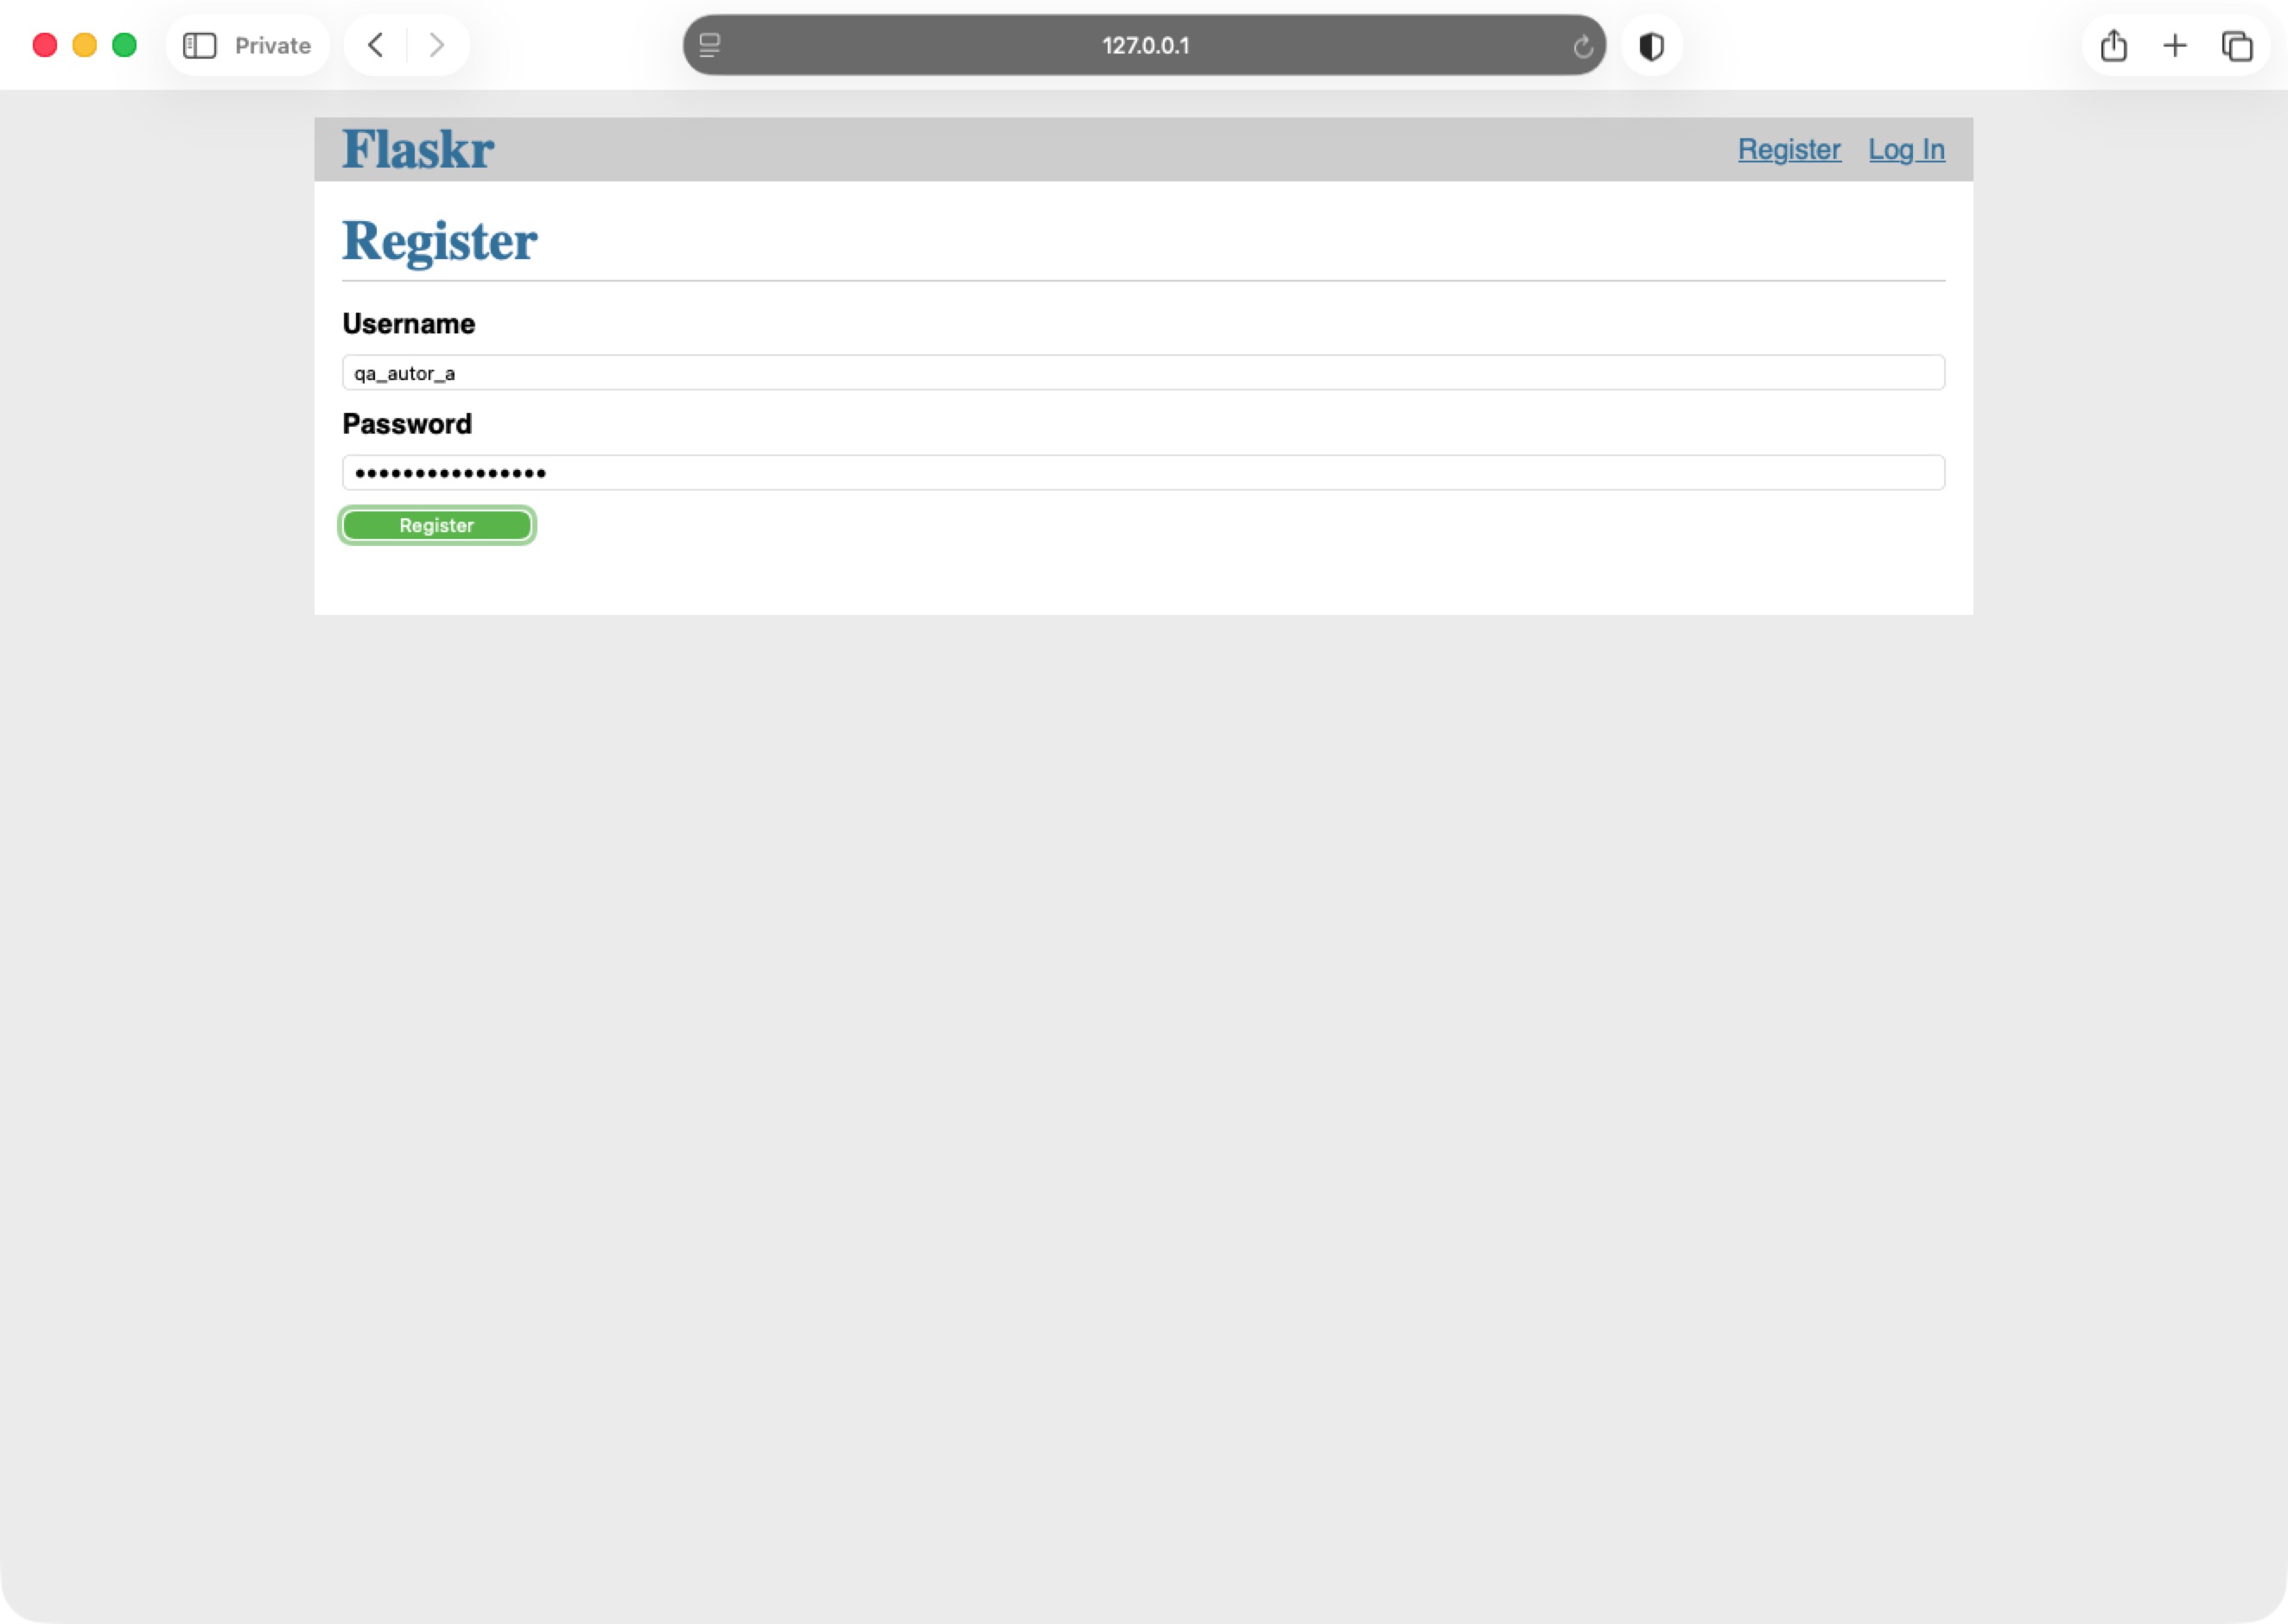 Private
127.0.0.1
Flaskr
Register Log In
Register
Username
qa_autor_a
Password
••••••••••••••••
Register